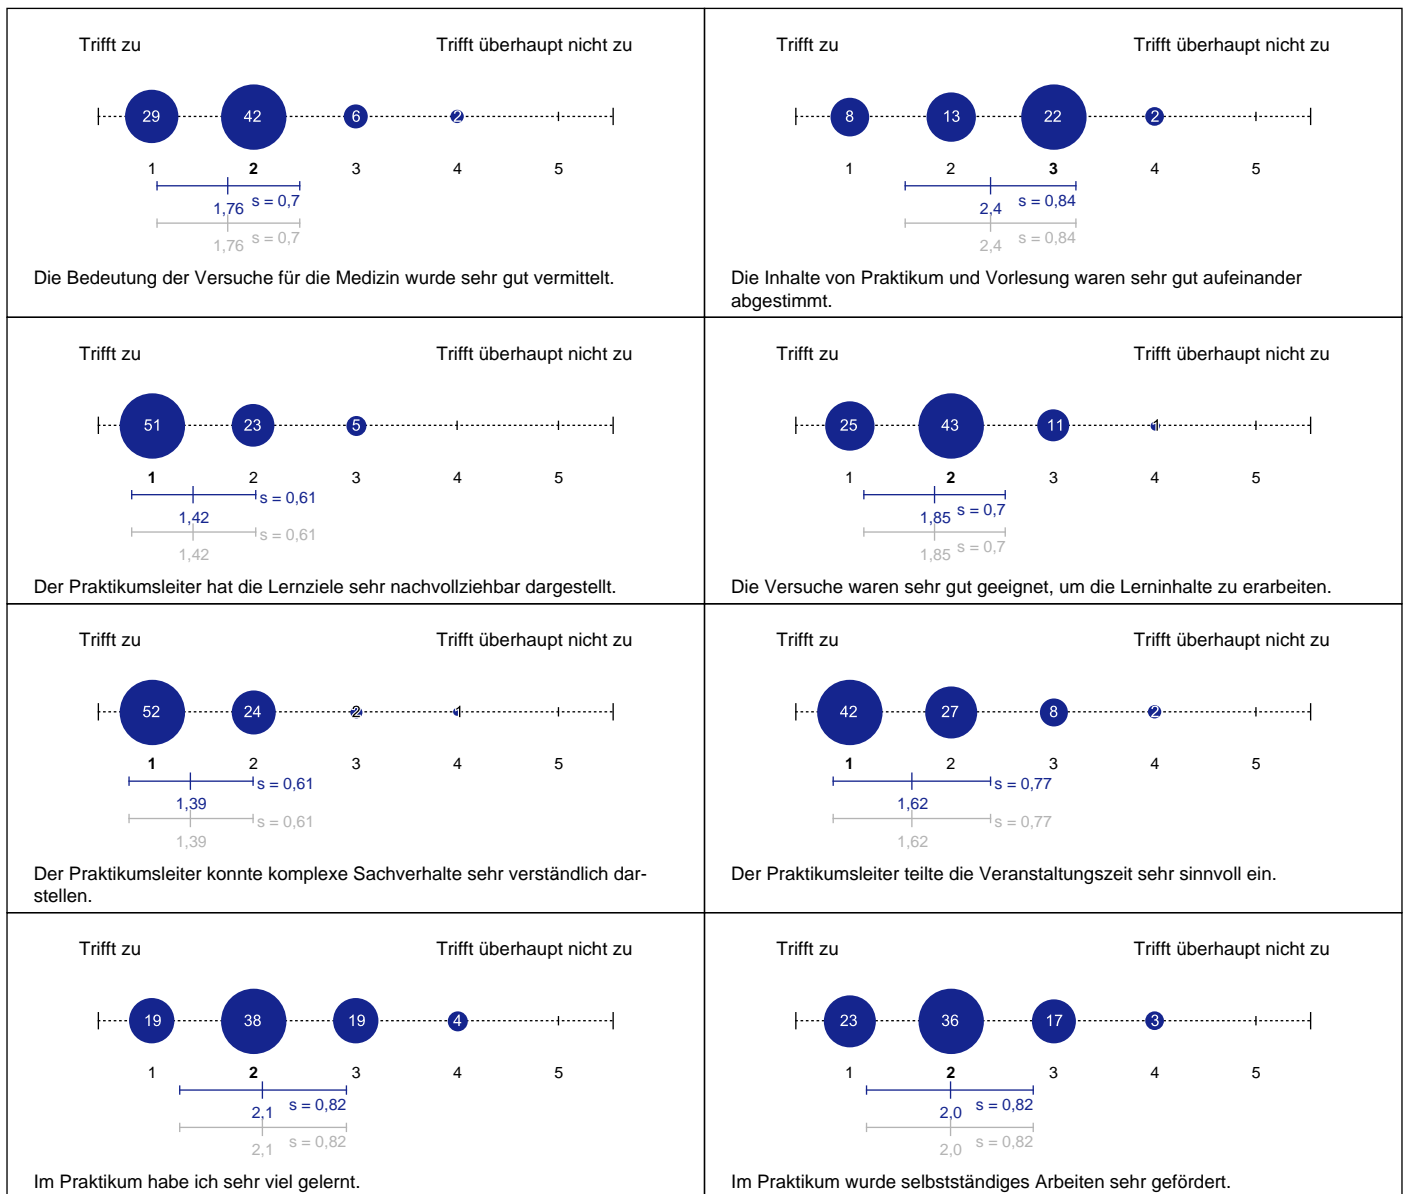 Trifft zu Trifft überhaupt nicht zu
29 42 6 2
1 2 3 4 5
s = 0,7
1,76
s = 0,7
1,76
Die Bedeutung der Versuche für die Medizin wurde sehr gut vermittelt.
Trifft zu Trifft überhaupt nicht zu
8 13 22 2
1 2 3 4 5
s = 0,84
2,4
s = 0,84
2,4
Die Inhalte von Praktikum und Vorlesung waren sehr gut aufeinander
abgestimmt.
Trifft zu Trifft überhaupt nicht zu
51 23 5
1 2 3 4 5
s = 0,61
1,42
s = 0,61
1,42
Der Praktikumsleiter hat die Lernziele sehr nachvollziehbar dargestellt.
Trifft zu Trifft überhaupt nicht zu
25 43 11 1
1 2 3 4 5
s = 0,7
1,85
s = 0,7
1,85
Die Versuche waren sehr gut geeignet, um die Lerninhalte zu erarbeiten.
Trifft zu Trifft überhaupt nicht zu
52 24 2 1
1 2 3 4 5
s = 0,61
1,39
s = 0,61
1,39
Der Praktikumsleiter konnte komplexe Sachverhalte sehr verständlich dar-
stellen.
Trifft zu Trifft überhaupt nicht zu
42 27 8 2
1 2 3 4 5
s = 0,77
1,62
s = 0,77
1,62
Der Praktikumsleiter teilte die Veranstaltungszeit sehr sinnvoll ein.
Trifft zu Trifft überhaupt nicht zu
19 38 19 4
1 2 3 4 5
s = 0,82
2,1
s = 0,82
2,1
Im Praktikum habe ich sehr viel gelernt.
Trifft zu Trifft überhaupt nicht zu
23 36 17 3
1 2 3 4 5
s = 0,82
2,0
s = 0,82
2,0
Im Praktikum wurde selbstständiges Arbeiten sehr gefördert.